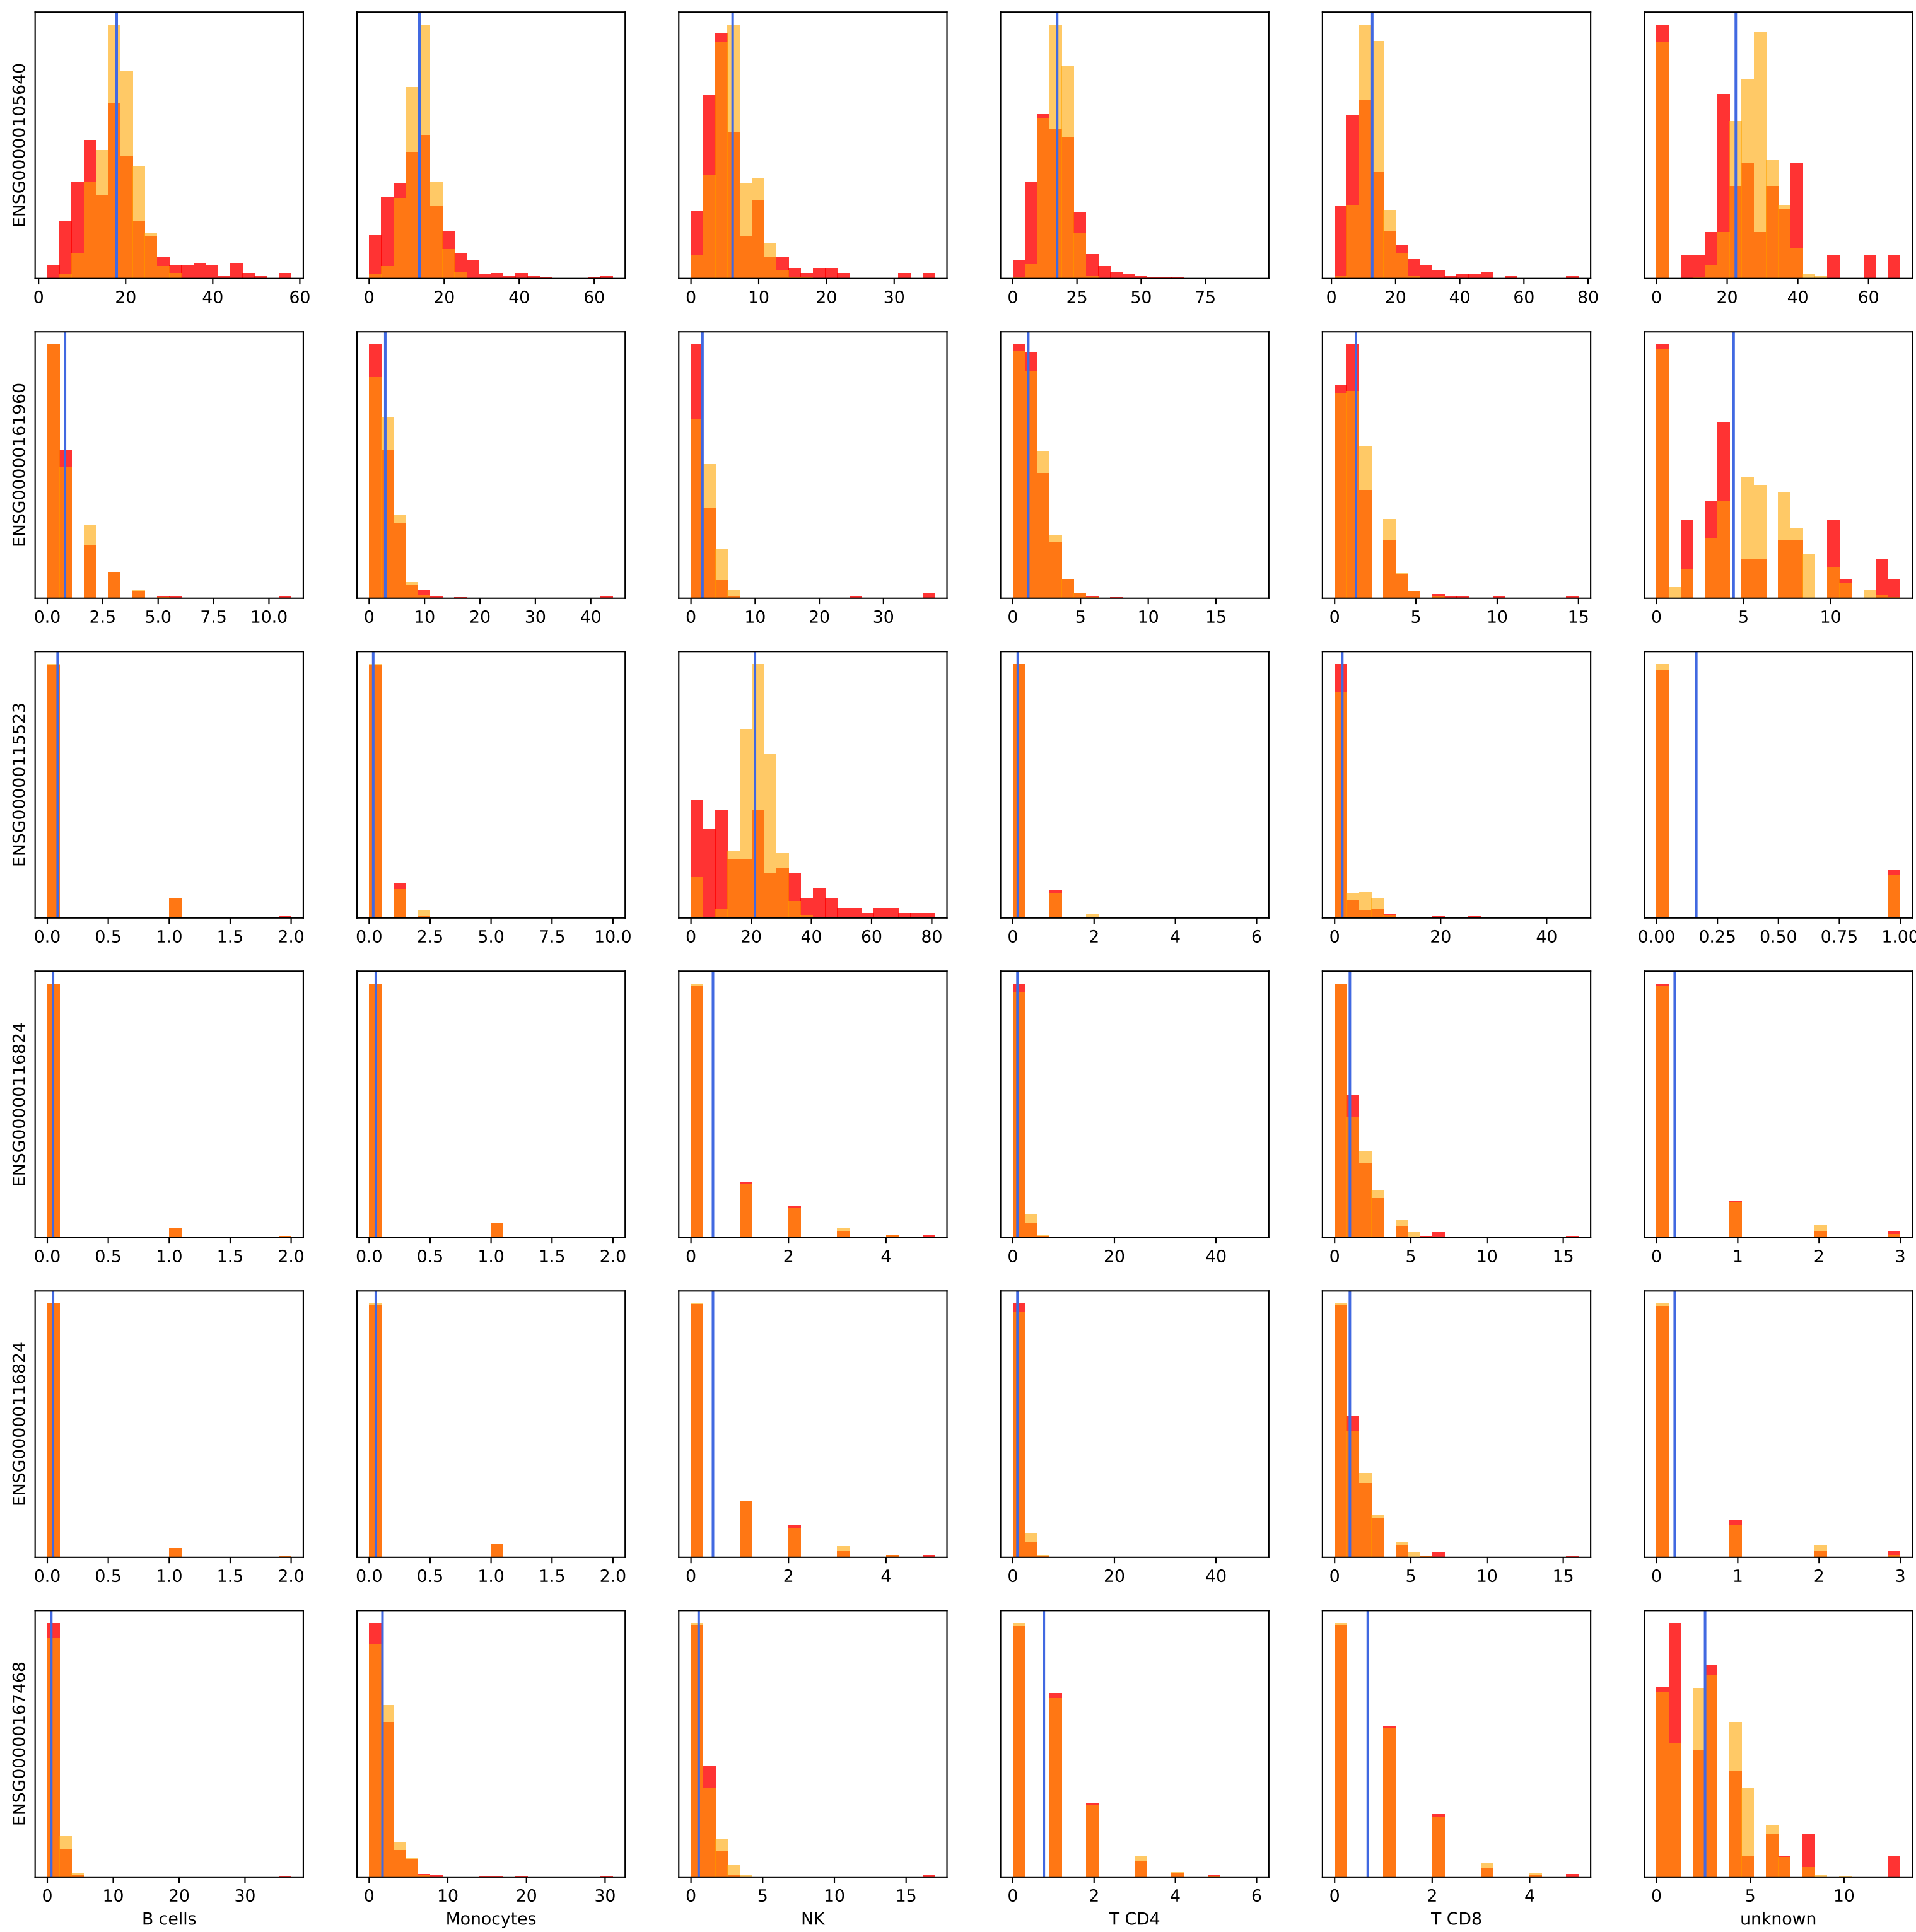 ENSG00000105640
0 20 40 60
0 20 40 60
0 10 20 30
0 25 50 75
0 20 40 60 80
0 20 40 60
ENSG00000161960
0.0 2.5 5.0 7.5 10.0
0 10 20 30 40
0 10 20 30
0 5 10 15
0 5 10 15
0 5 10
ENSG00000115523
0.0 0.5 1.0 1.5 2.0
0.0 2.5 5.0 7.5 10.0
0 20 40 60 80
0 2 4 6
0 20 40
0.00 0.25 0.50 0.75 1.00
ENSG00000116824
0.0 0.5 1.0 1.5 2.0
0.0 0.5 1.0 1.5 2.0
0 2 4
0 20 40
0 5 10 15
0 1 2 3
ENSG00000116824
0.0 0.5 1.0 1.5 2.0
0.0 0.5 1.0 1.5 2.0
0 2 4
0 20 40
0 5 10 15
0 1 2 3
ENSG00000167468
0 10 20 30
0 10 20 30
0 5 10 15
0 2 4 6
0 2 4
0 5 10
B cells
Monocytes
NK
T CD4
T CD8
unknown